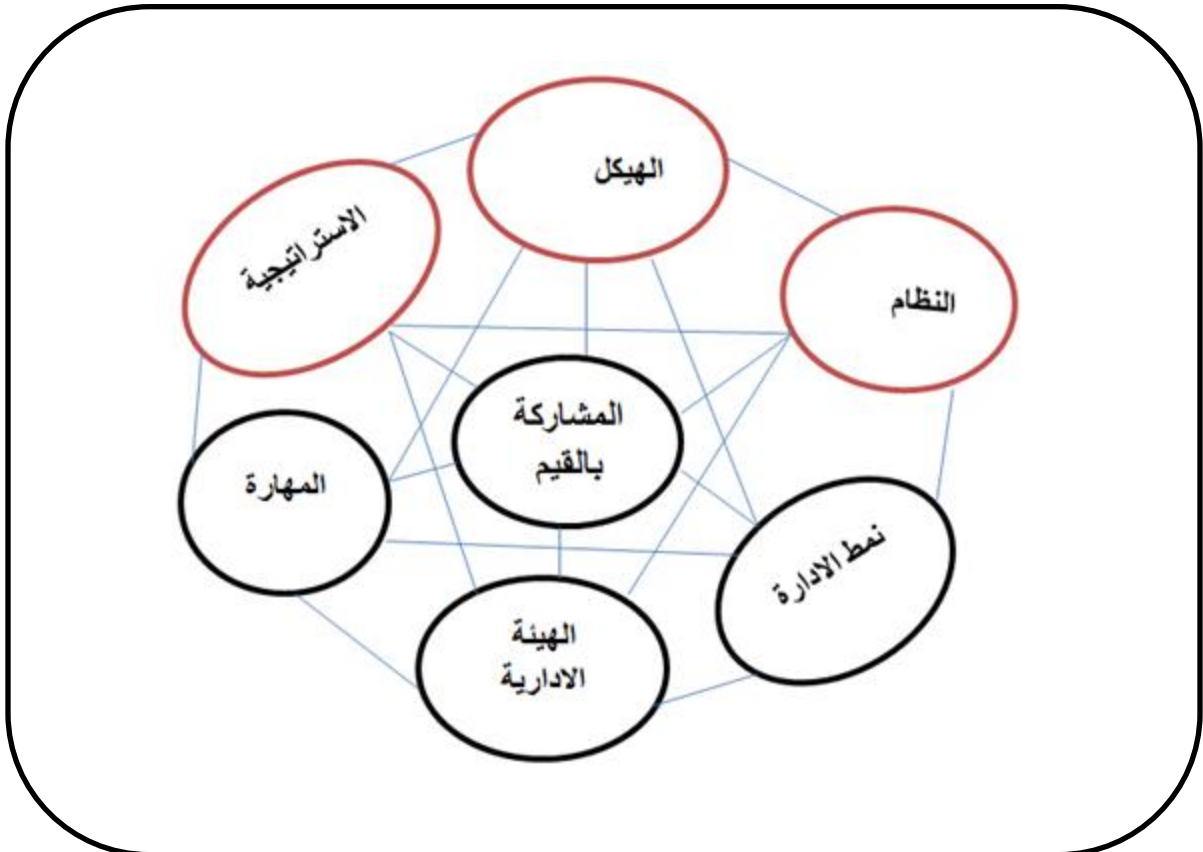 الهيكل
الاستراتيجية
النظام
المشاركة
بالقيم
المهارة
نمط الادارة
الهيئة
الادارية